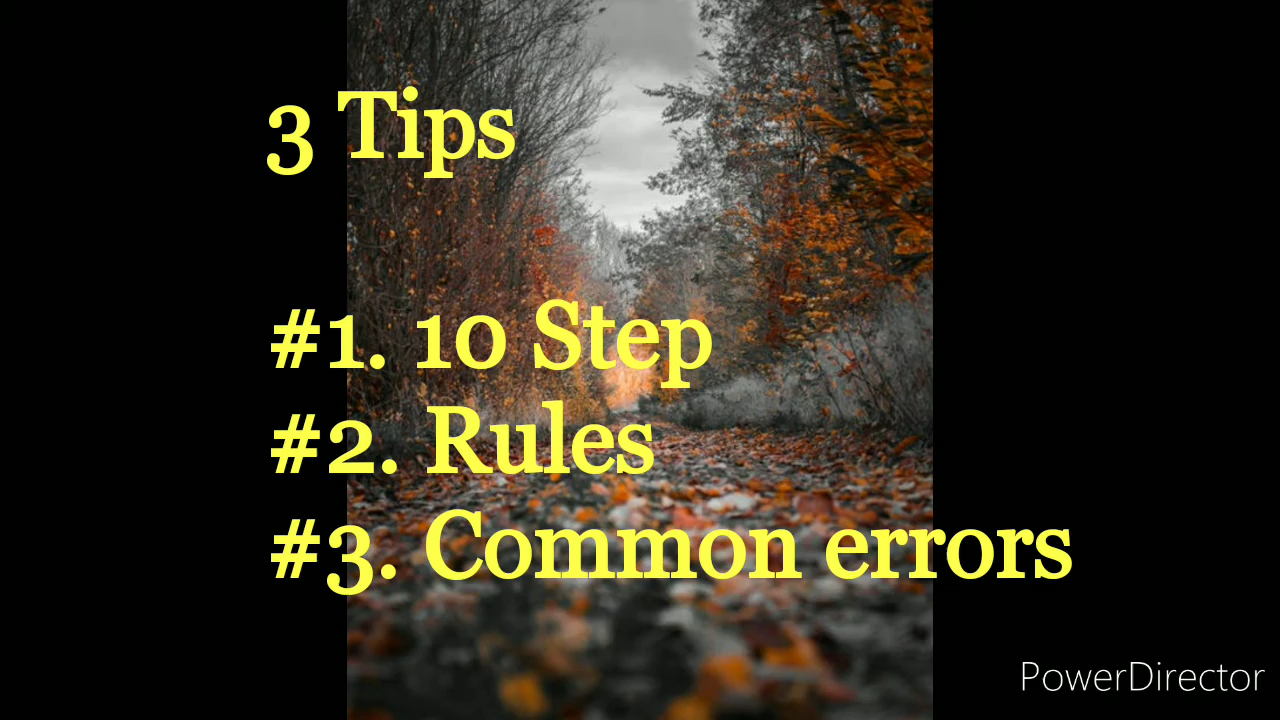 3 Tips
#1. 10 Step
#2. Rules
#3. Common errors
PowerDirector